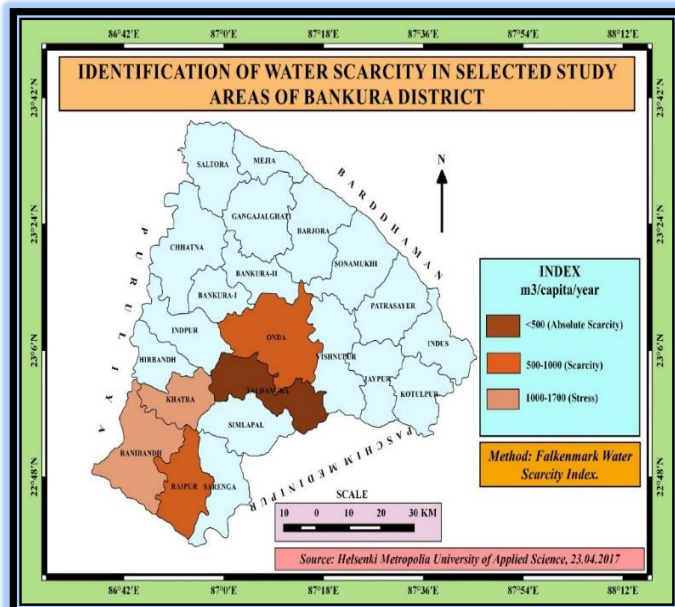 86°42'E 87°0'E 87°18'E 87°36'E 87°54'E 88°12'E
IDENTIFICATION OF WATER SCARCITY IN SELECTED STUDY
AREAS OF BANKURA DISTRICT
23°42'N 23°42'N
N
MEJIA
SALTORA
BARDDHAMAN
GANGAJALGHATI
BARJORA
23°24'N 23°24'N
PURULIYA
CHHATNA
SONAMUKHI
BANKURA-II
INDEX
m3/capita/year
BANKURA-I
PATRASAYER
<500 (Absolute Scarcity)
INDPUR
ONDA
INDUS
23°6'N 23°6'N
HIRBANDH
VISHNUPUR
500-1000 (Scarcity)
JAYPUR
TALDANGRA
KOTULPUR
KHATRA
1000-1700 (Stress)
SIMLAPAL
PASCHIM MEDINIPUR
RANIBANDH
Method: Falkenmark Water
Scarcity Index.
22°48'N 22°48'N
RAIPUR
SARENGA
SCALE
10 0 10 20 30 KM
Source: Helsenki Metropolia University of Applied Science, 23.04.2017
86°42'E 87°0'E 87°18'E 87°36'E 87°54'E 88°12'E